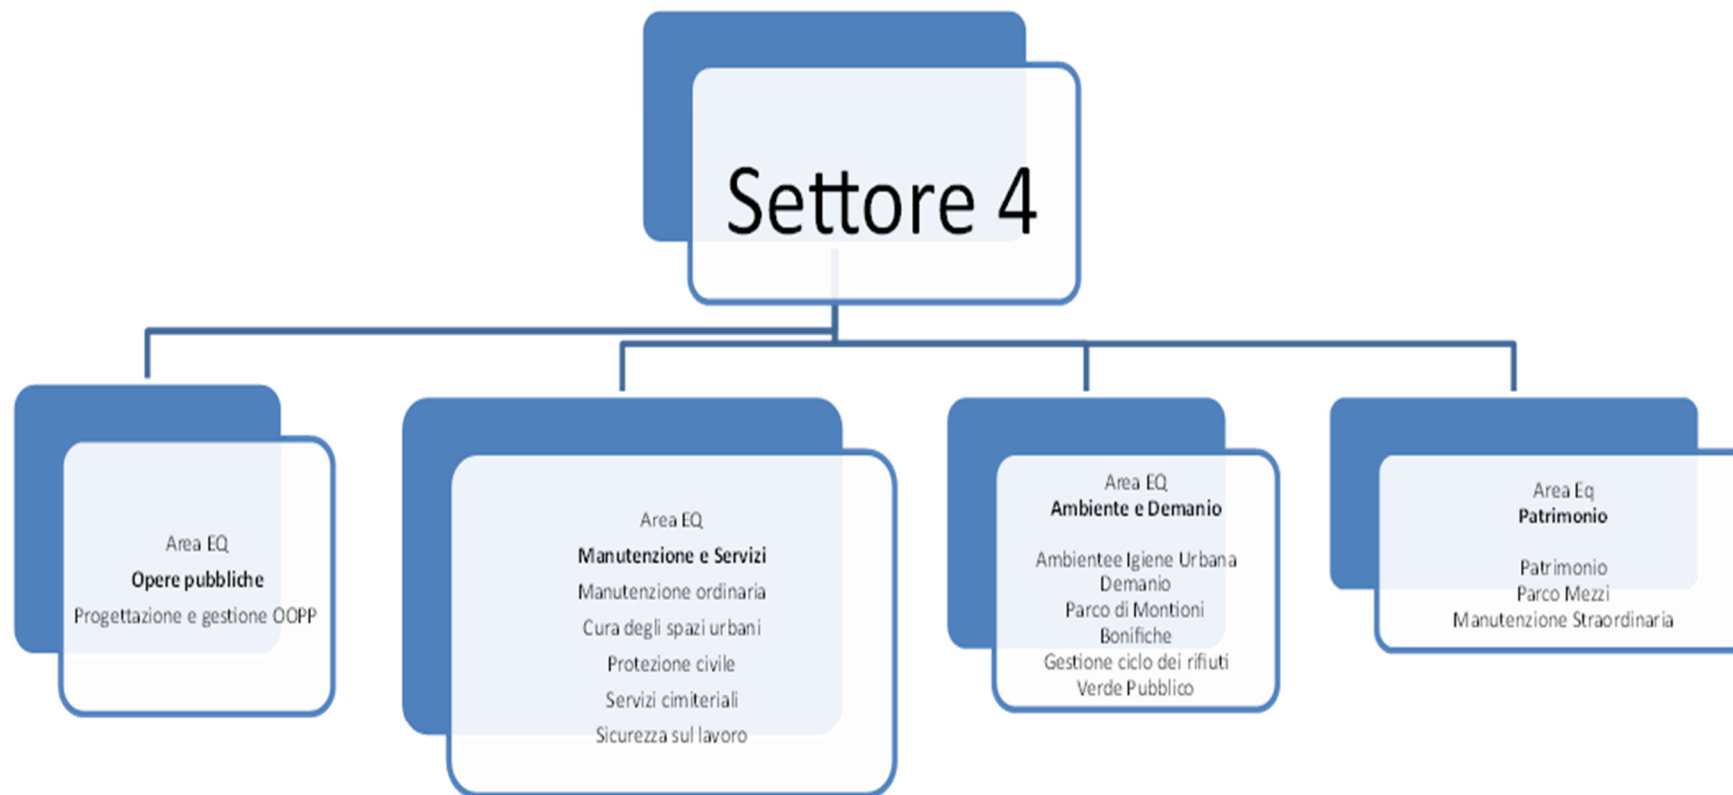 Settore 4
Area EQ
Opere pubbliche
Progettazione e gestione OOPP
Area EQ
Manutenzione e Servizi
Manutenzione ordinaria
Cura degli spazi urbani
Protezione civile
Servizi cimiteriali
Sicurezza sul lavoro
Area EQ
Ambiente e Demanio
Ambientee Igiene Urbana
Demanio
Parco di Montioni
Bonifiche
Gestione ciclo dei rifiuti
Verde Pubblico
Area Eq
Patrimonio
Patrimonio
Parco Mezzi
Manutenzione Straordinaria